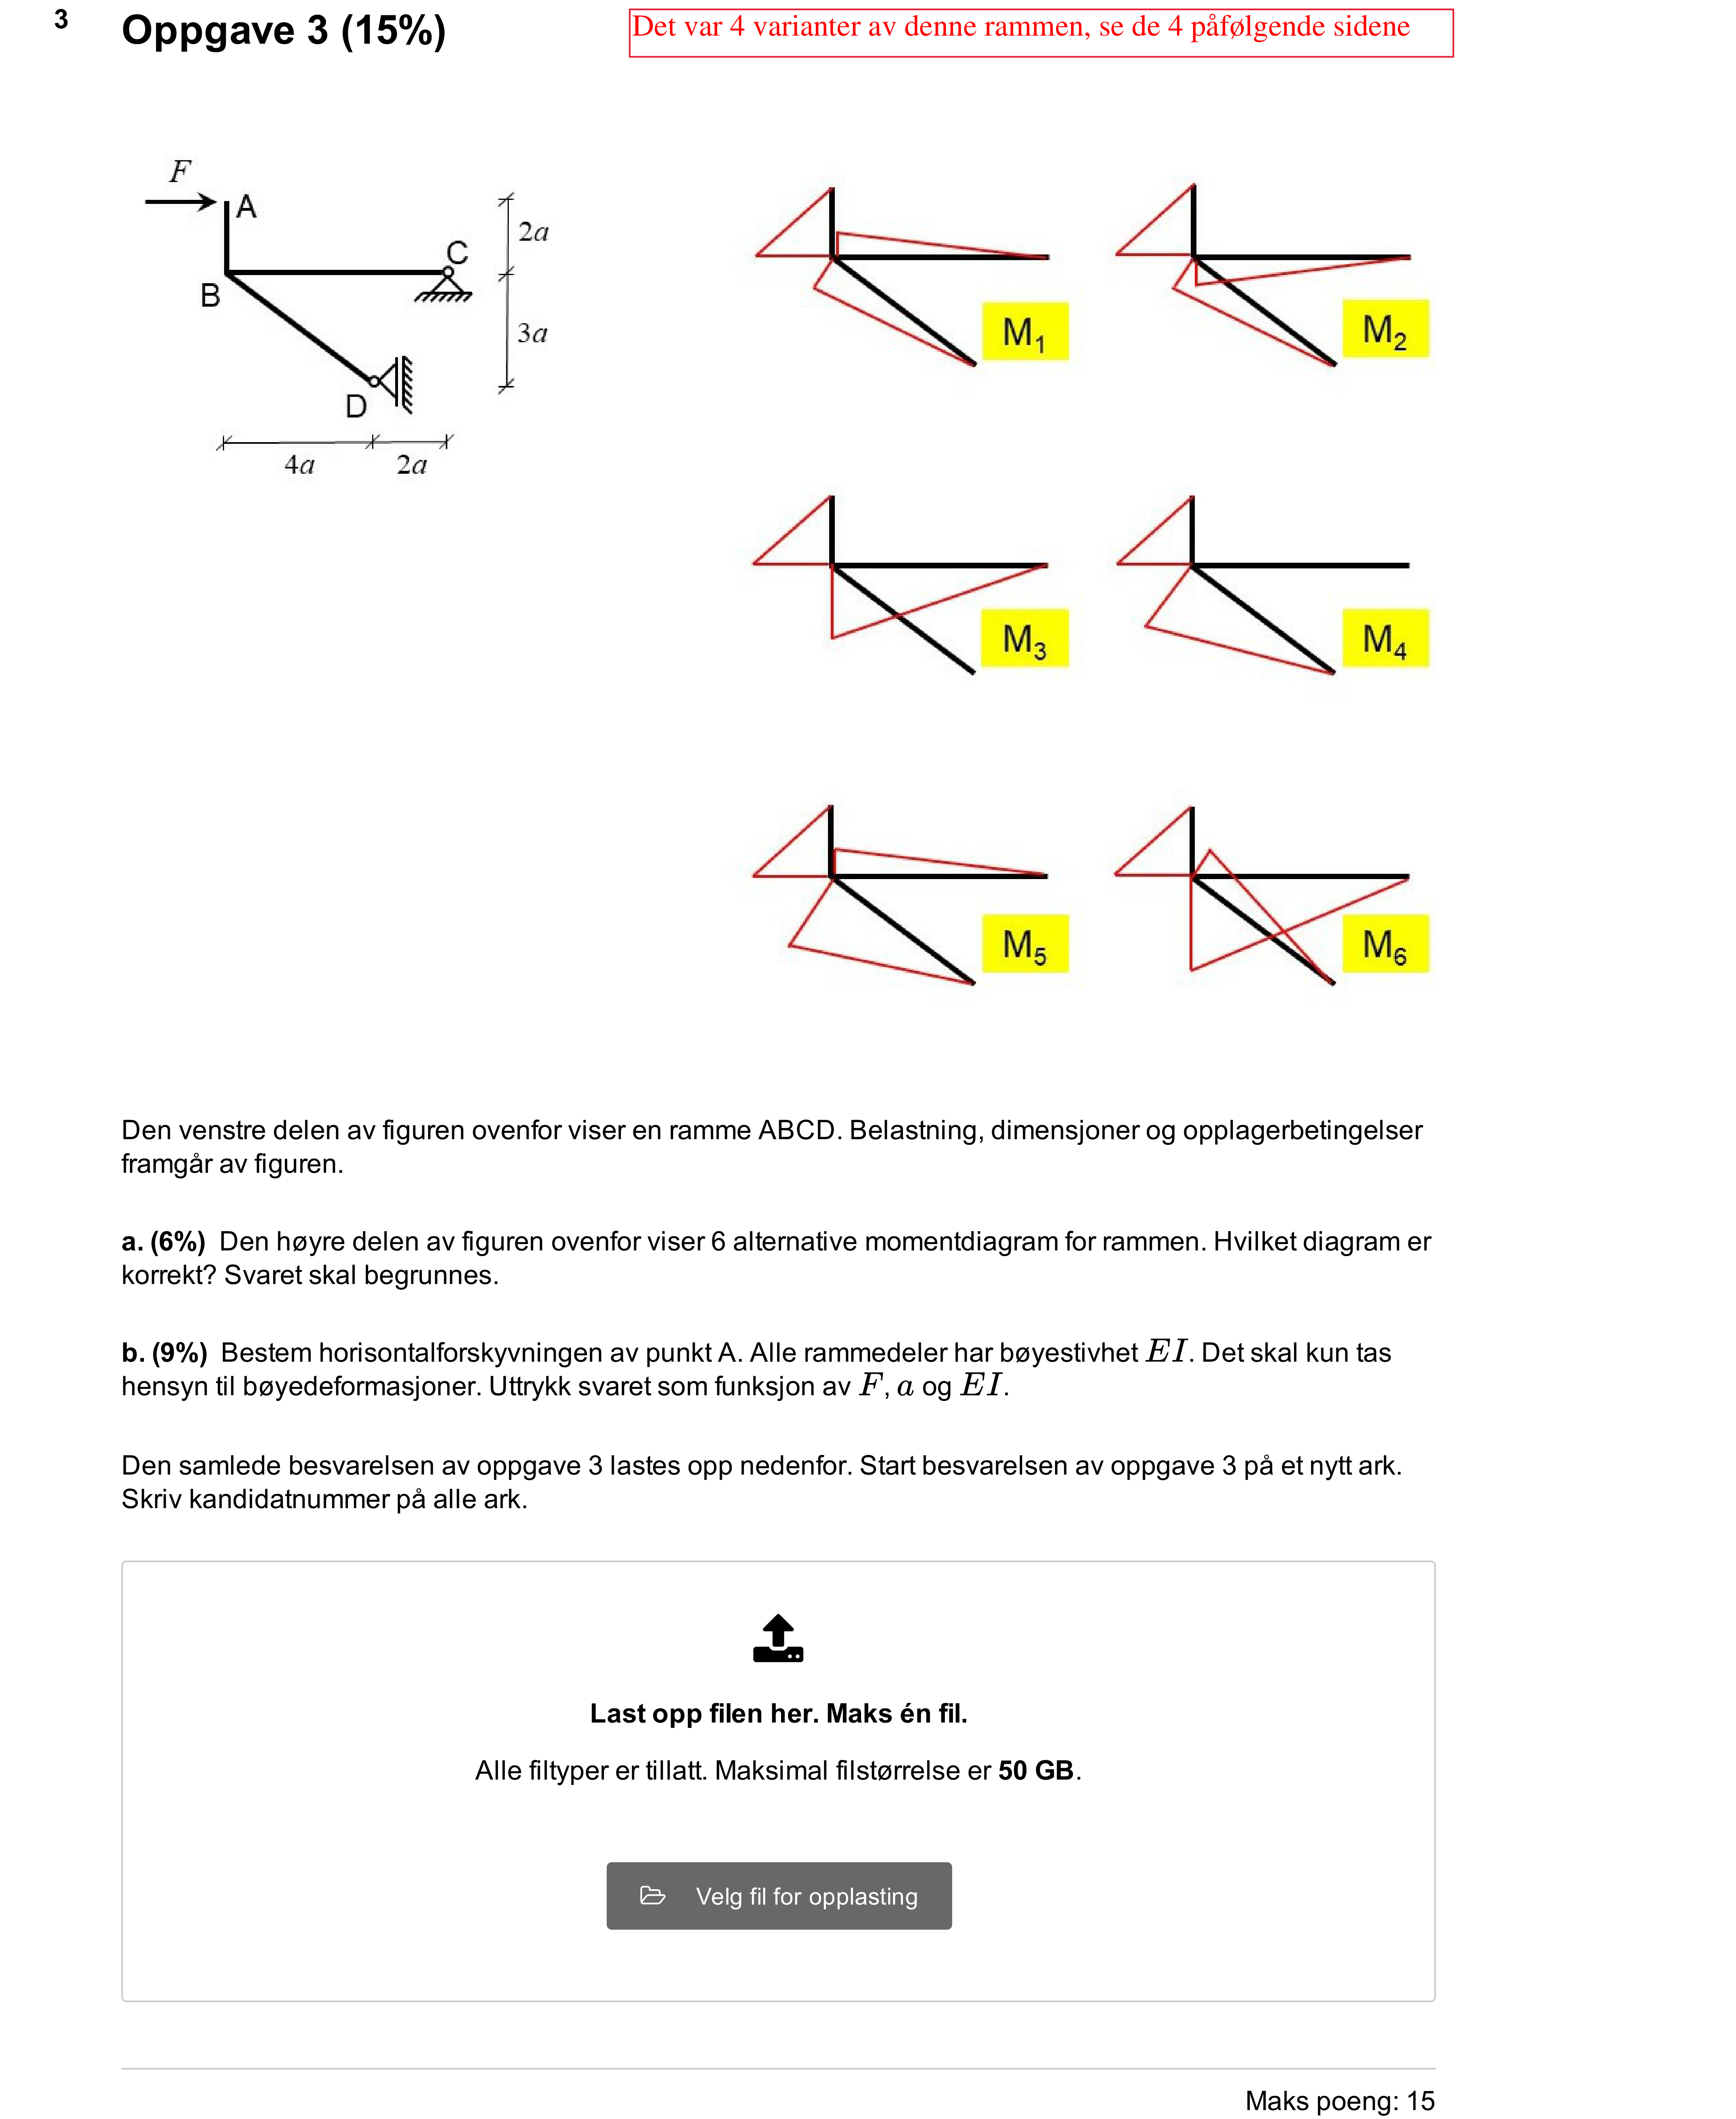 3
Oppgave 3 (15%)
Det var 4 varianter av denne rammen, se de 4 påfølgende sidene
F
A
2a
C
B
3a
D
4a
2a
M1
M2
M3
M4
M5
M6
Den venstre delen av figuren ovenfor viser en ramme ABCD. Belastning, dimensjoner og opplagerbetingelser
framgår av figuren.
a. (6%) Den høyre delen av figuren ovenfor viser 6 alternative momentdiagram for rammen. Hvilket diagram er
korrekt? Svaret skal begrunnes.
b. (9%) Bestem horisontalforskyvningen av punkt A. Alle rammedeler har bøyestivhet EI. Det skal kun tas
hensyn til bøyedeformasjoner. Uttrykk svaret som funksjon av F, a og EI.
Den samlede besvarelsen av oppgave 3 lastes opp nedenfor. Start besvarelsen av oppgave 3 på et nytt ark.
Skriv kandidatnummer på alle ark.
Last opp filen her. Maks én fil.
Alle filtyper er tillatt. Maksimal filstørrelse er 50 GB.
Velg fil for opplasting
Maks poeng: 15